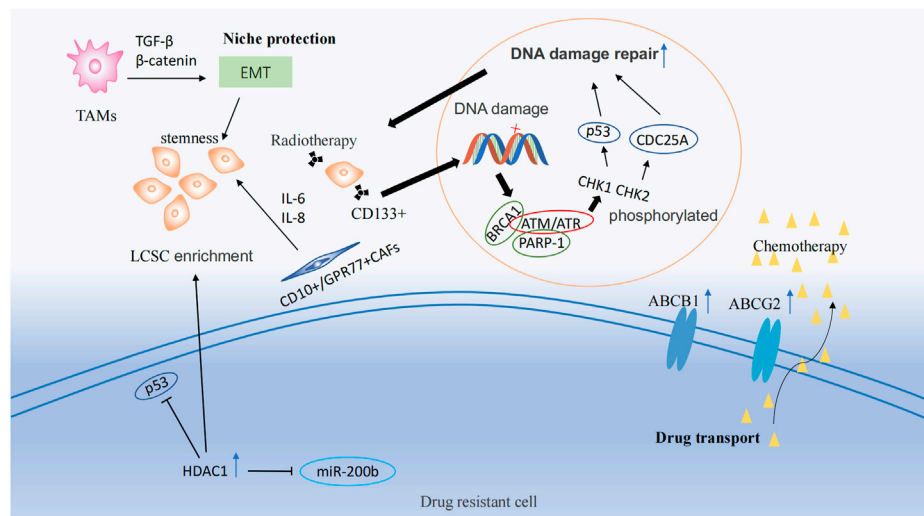 TGF-β
β-catenin
Niche protection
EMT
TAMs
stemness
LCSC enrichment
IL-6
IL-8
CD10+/GPR77+CAFs
Radiotherapy
CD133+
DNA damage repair
DNA damage
p53
CDC25A
CHK1 CHK2
phosphorylated
BRCA1
ATM/ATR
PARP-1
Chemotherapy
ABCB1
ABCG2
Drug transport
p53
HDAC1
miR-200b
Drug resistant cell